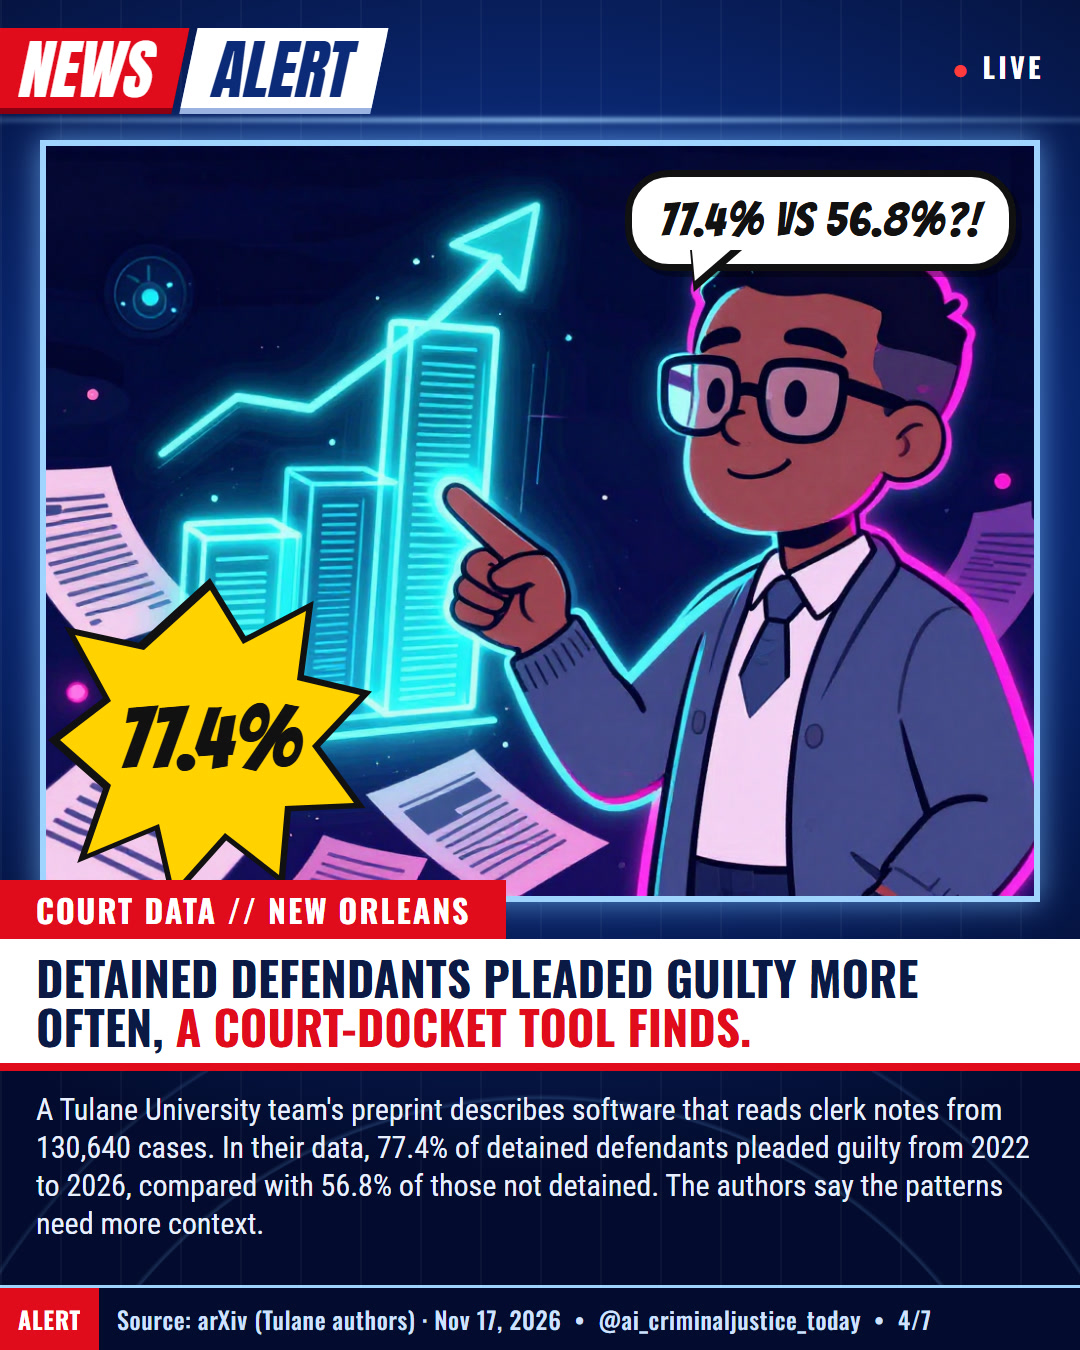 NEWS ALERT
LIVE
77.4% VS 56.8%?!
77.4%
COURT DATA // NEW ORLEANS
DETAINED DEFENDANTS PLEADED GUILTY MORE
OFTEN, A COURT-DOCKET TOOL FINDS.
A Tulane University team's preprint describes software that reads clerk notes from
130,640 cases. In their data, 77.4% of detained defendants pleaded guilty from 2022
to 2026, compared with 56.8% of those not detained. The authors say the patterns
need more context.
ALERT Source: arXiv (Tulane authors) · Nov 17, 2026 • @ai_criminaljustice_today • 4/7